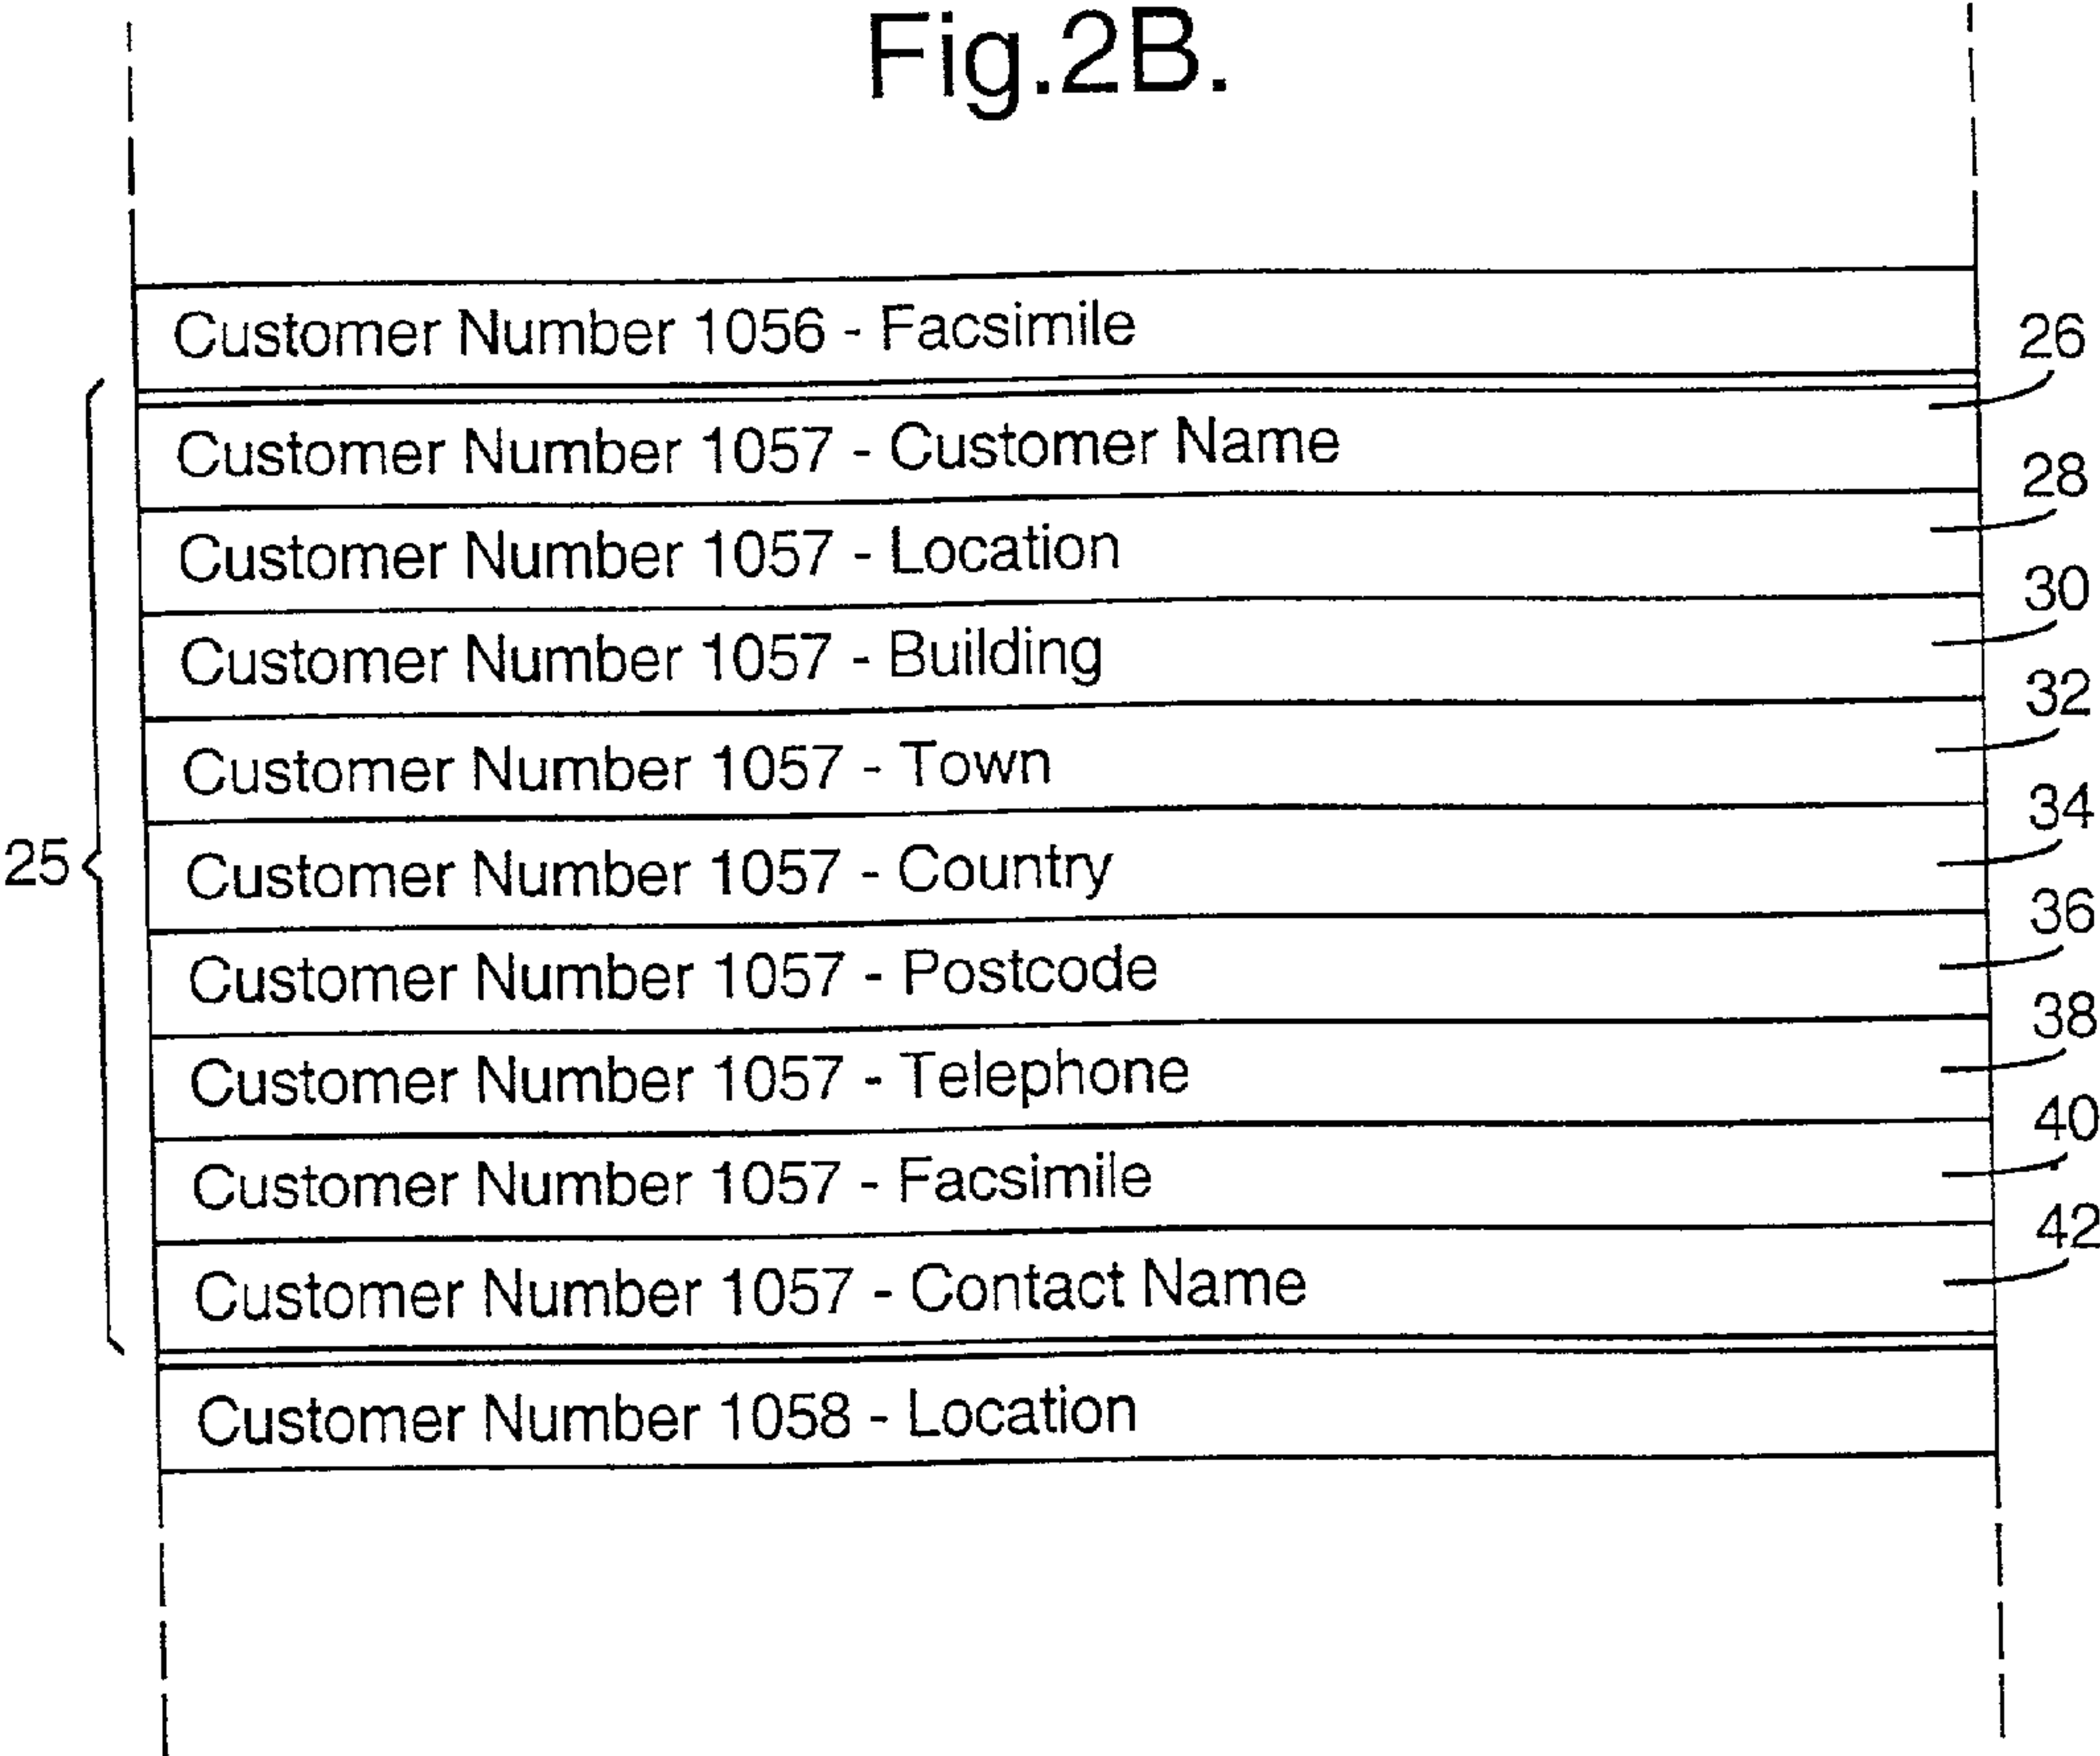 Fig.2B.
Customer Number 1056 - Facsimile
26
Customer Number 1057 - Customer Name
28
Customer Number 1057 - Location
30
Customer Number 1057 - Building
32
Customer Number 1057 - Town
34
25
Customer Number 1057 - Country
36
Customer Number 1057 - Postcode
38
Customer Number 1057 - Telephone
40
Customer Number 1057 - Facsimile
42
Customer Number 1057 - Contact Name
Customer Number 1058 - Location